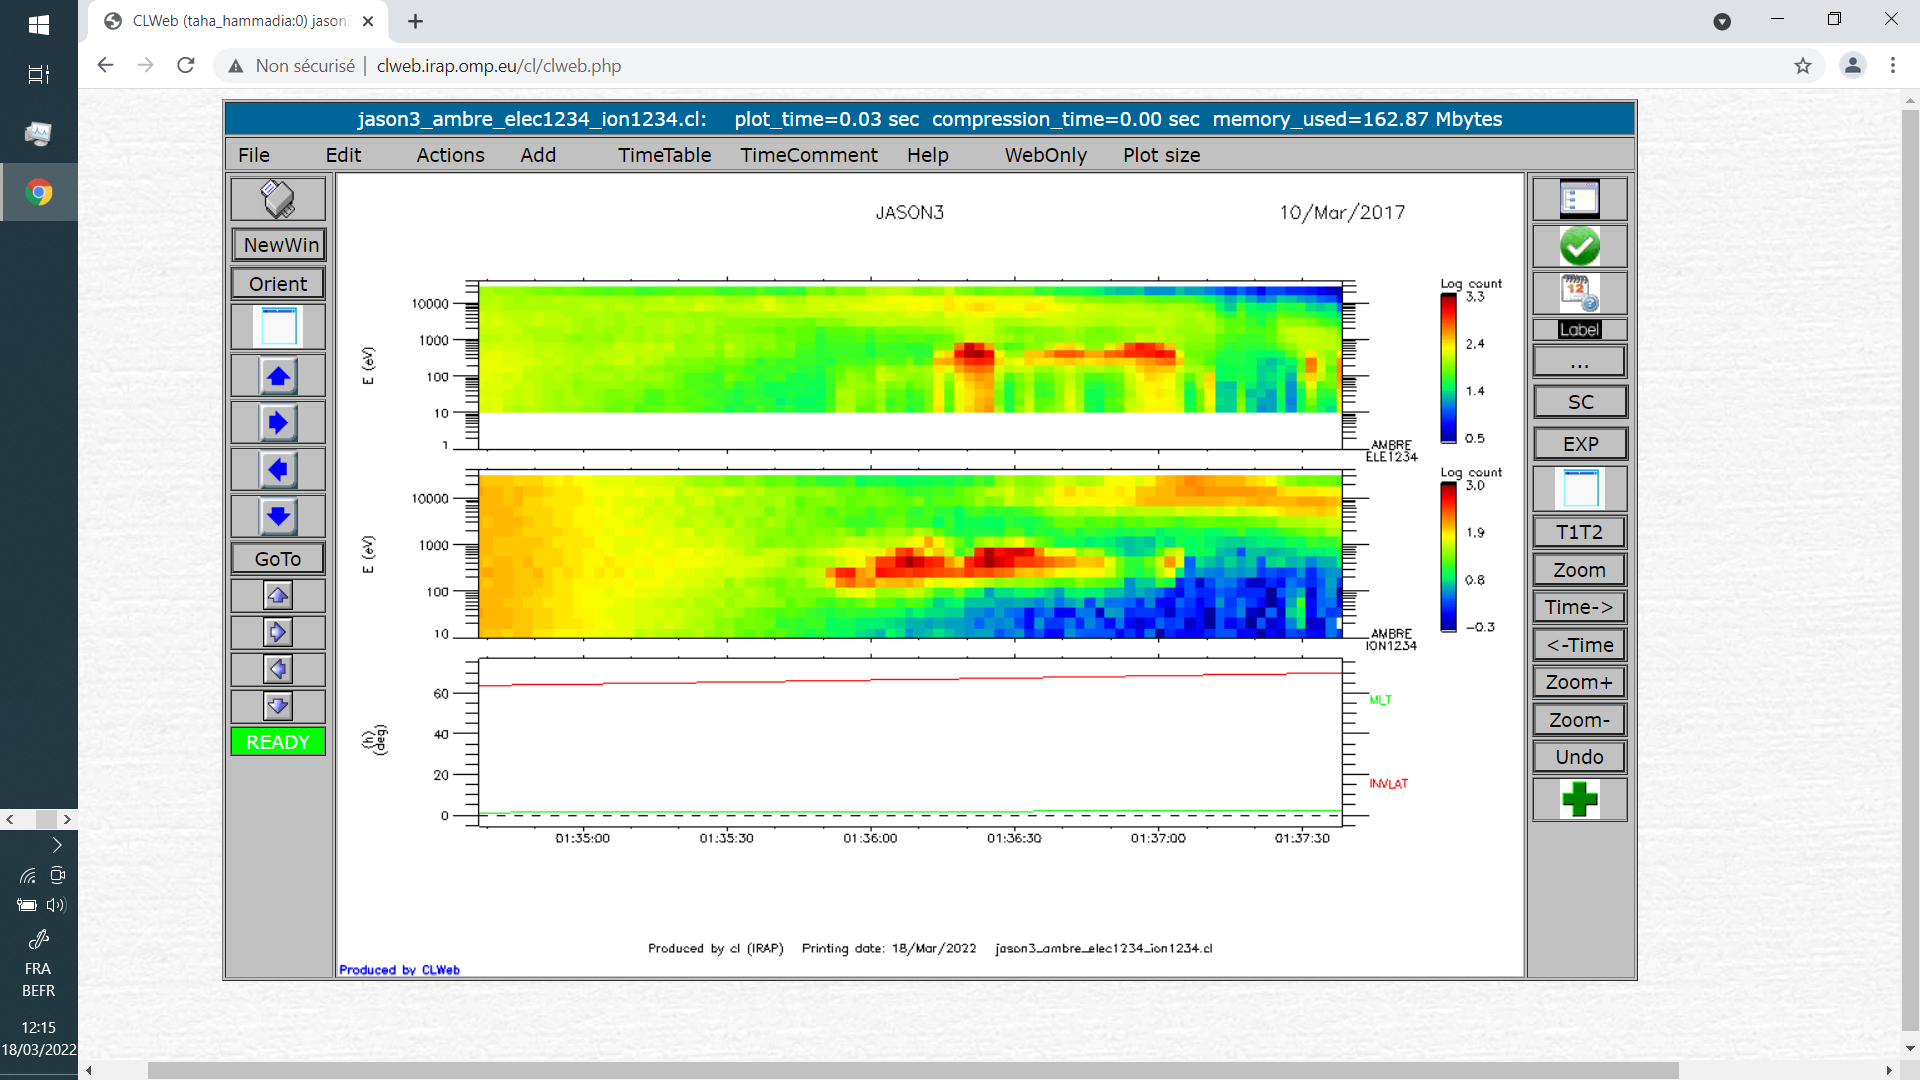 CLWeb (taha_hammadia:0) jason3
Non sécurisé | clweb.irap.omp.eu/cl/clweb.php
jason3_ambre_elec1234_ion1234.cl: plot_time=0.03 sec compression_time=0.00 sec memory_used=162.87 Mbytes
File Edit Actions Add TimeTable TimeComment Help WebOnly Plot size
NewWin
Orient
GoTo
READY
JASON3 10/Mar/2017
Log count
3.3
2.4
1.4
0.5
E (eV)
10000
1000
100
10
1
AMBRE
ELE1234
Log count
3.0
1.9
0.8
-0.3
E (eV)
10000
1000
100
10
AMBRE
ION1234
(h)
(deg)
60
40
20
0
MLT
INVLAT
01:35:00 01:35:30 01:36:00 01:36:30 01:37:00 01:37:30
Produced by cl (IRAP) Printing date: 18/Mar/2022 jason3_ambre_elec1234_ion1234.cl
Produced by CLWeb
12
Label
...
SC
EXP
T1T2
Zoom
Time->
<-Time
Zoom+
Zoom-
Undo
FRA
BEFR
12:15
18/03/2022